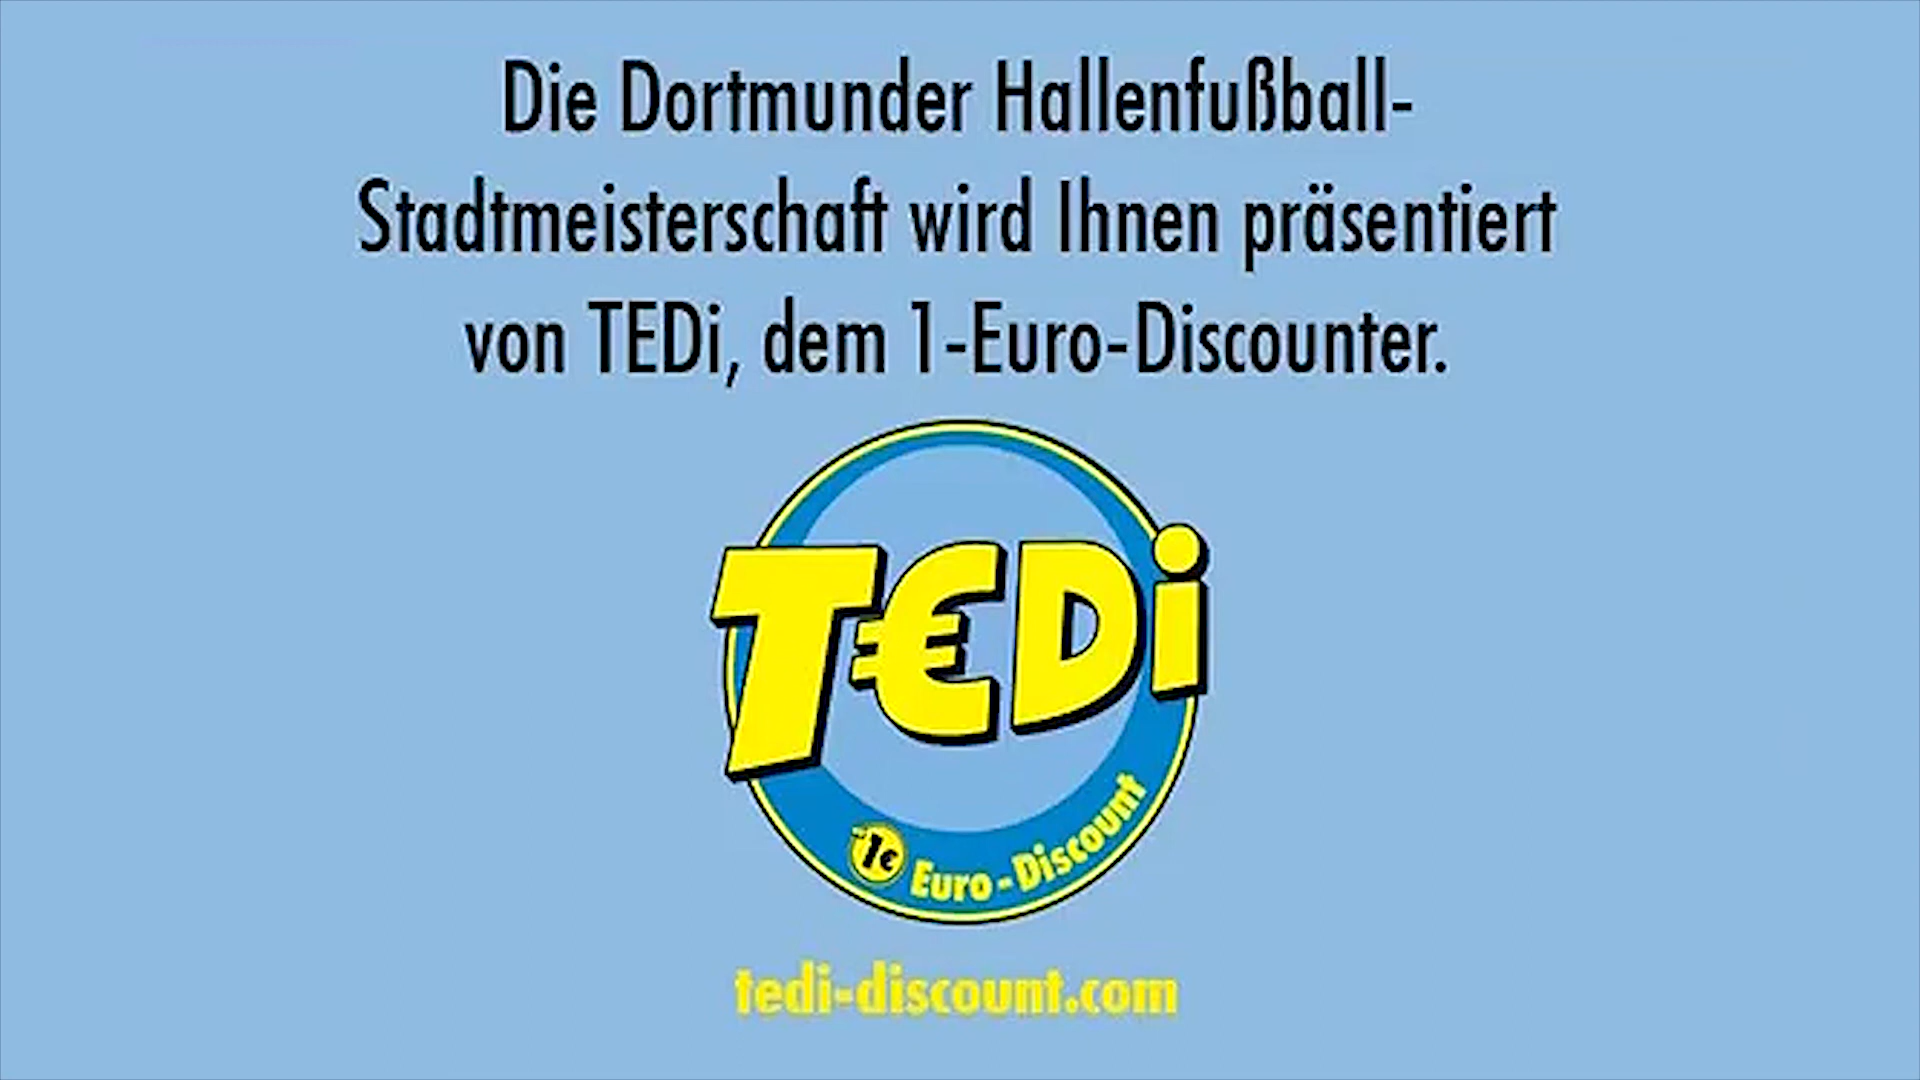 Die Dortmunder Hallenfußball-
Stadtmeisterschaft wird Ihnen präsentiert
von TEDi, dem 1-Euro-Discounter.
T€Di
1€ Euro-Discount
tedi-discount.com